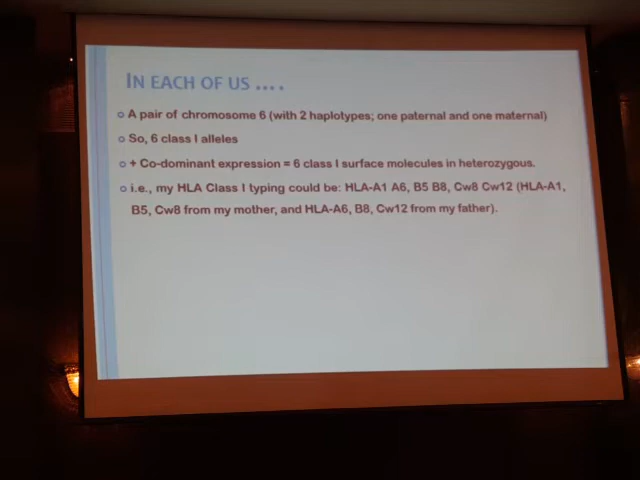 IN EACH OF US ....
A pair of chromosome 6 (with 2 haplotypes; one paternal and one maternal)
So, 6 class I alleles
+ Co-dominant expression = 6 class I surface molecules in heterozygous.
i.e., my HLA Class I typing could be: HLA-A1 A6, B5 B8, Cw8 Cw12 (HLA-A1,
B5, Cw8 from my mother, and HLA-A6, B8, Cw12 from my father).